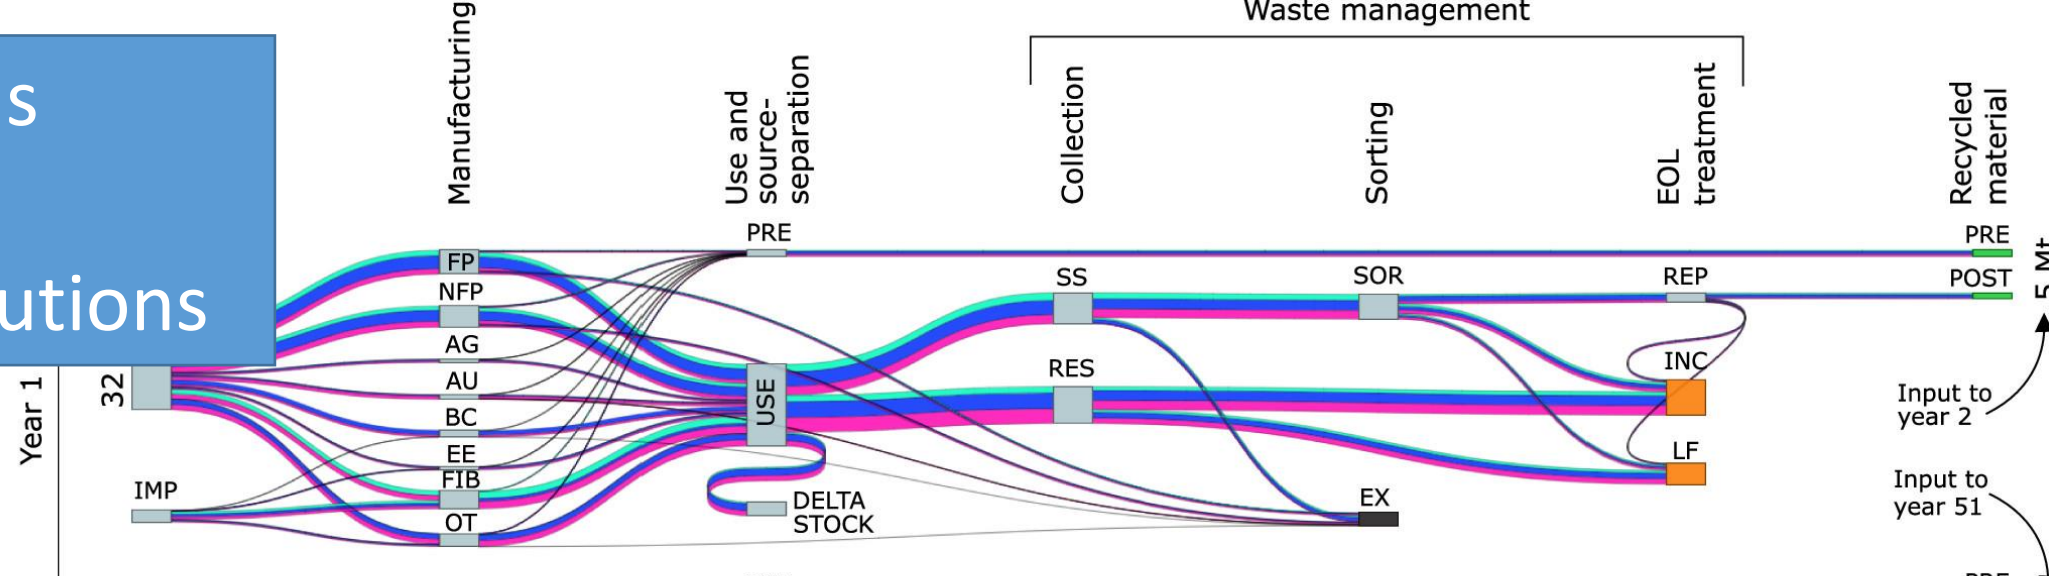 s
utions
Waste management
Manufacturing
Use and
source-
separation
Collection
Sorting
EOL
treatment
Recycled
material
PRE
PRE
FP
SS
SOR
REP
POST
5 Mt
NFP
AG
INC
RES
Year 1
32
AU
USE
Input to
year 2
BC
EE
LF
FIB
IMP
DELTA
STOCK
EX
Input to
year 51
OT